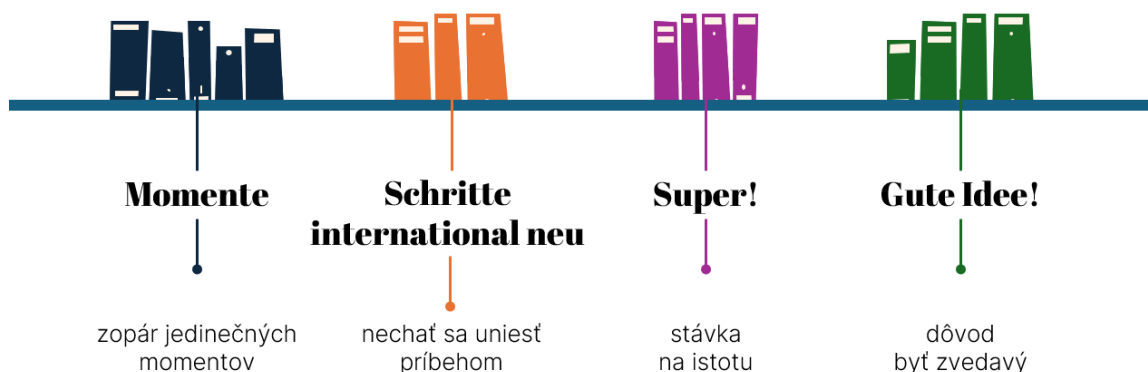 Momente
Schritte
international neu
Super!
Gute Idee!
zopár jedinečných
momentov
nechať sa uniesť
príbehom
stávka
na istotu
dôvod
byť zvedavý